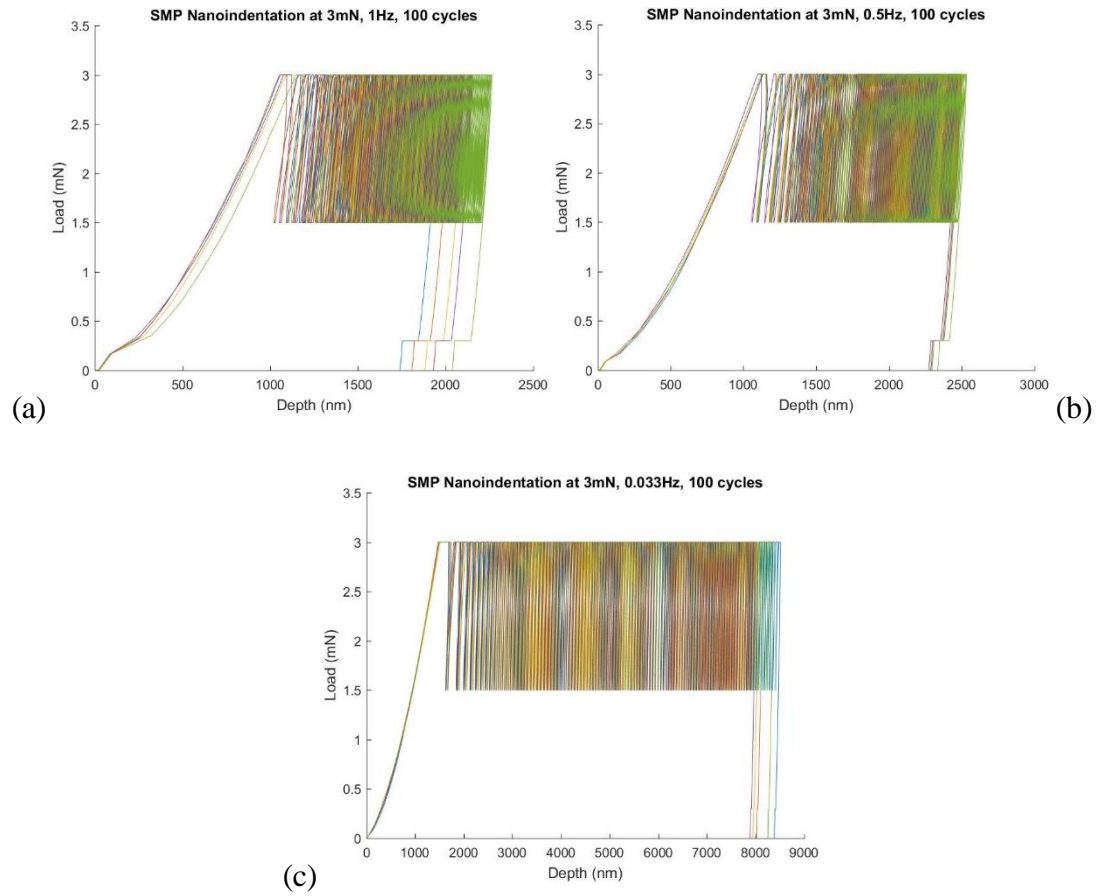 SMP Nanoindentation at 3mN, 1Hz, 100 cycles
3.5
3
2.5
2
1.5
1
0.5
0
Load (mN)
0 500 1000 1500 2000 2500
Depth (nm)
(a)
SMP Nanoindentation at 3mN, 0.5Hz, 100 cycles
3.5
3
2.5
2
1.5
1
0.5
0
Load (mN)
0 500 1000 1500 2000 2500 3000
Depth (nm)
(b)
SMP Nanoindentation at 3mN, 0.033Hz, 100 cycles
3.5
3
2.5
2
1.5
1
0.5
0
Load (mN)
0 1000 2000 3000 4000 5000 6000 7000 8000 9000
Depth (nm)
(c)